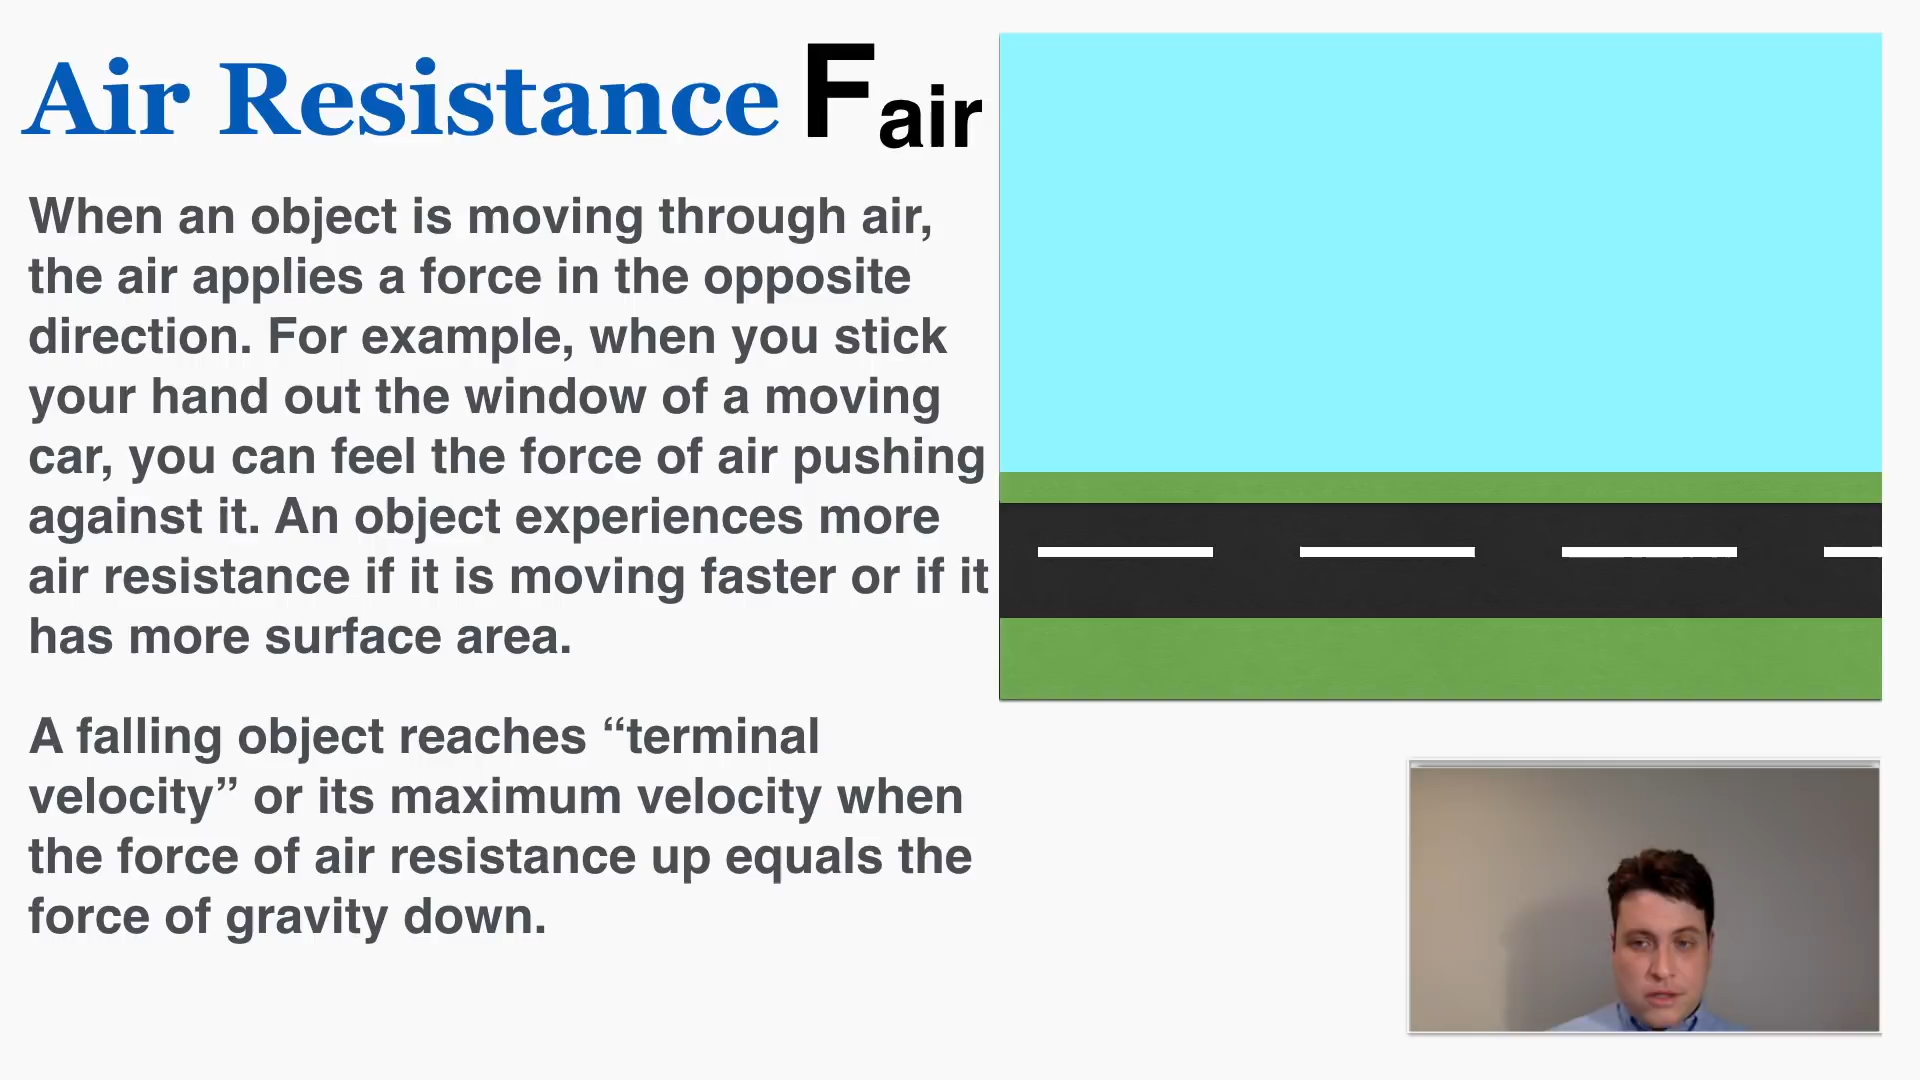 Air Resistance Fair
When an object is moving through air,
the air applies a force in the opposite
direction. For example, when you stick
your hand out the window of a moving
car, you can feel the force of air pushing
against it. An object experiences more
air resistance if it is moving faster or if it
has more surface area.
A falling object reaches “terminal
velocity” or its maximum velocity when
the force of air resistance up equals the
force of gravity down.